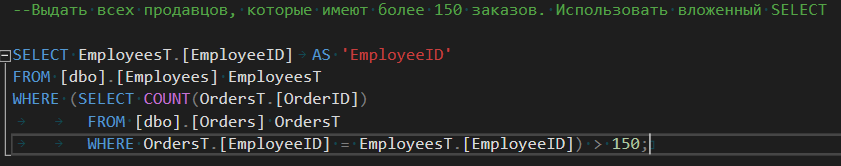 --Выдать всех продавцов, которые имеют более 150 заказов. Использовать вложенный SELECT
SELECT EmployeesT.[EmployeeID] AS 'EmployeeID'
FROM [dbo].[Employees] EmployeesT
WHERE (SELECT COUNT(OrdersT.[OrderID])
FROM [dbo].[Orders] OrdersT
WHERE OrdersT.[EmployeeID] = EmployeesT.[EmployeeID]) > 150;